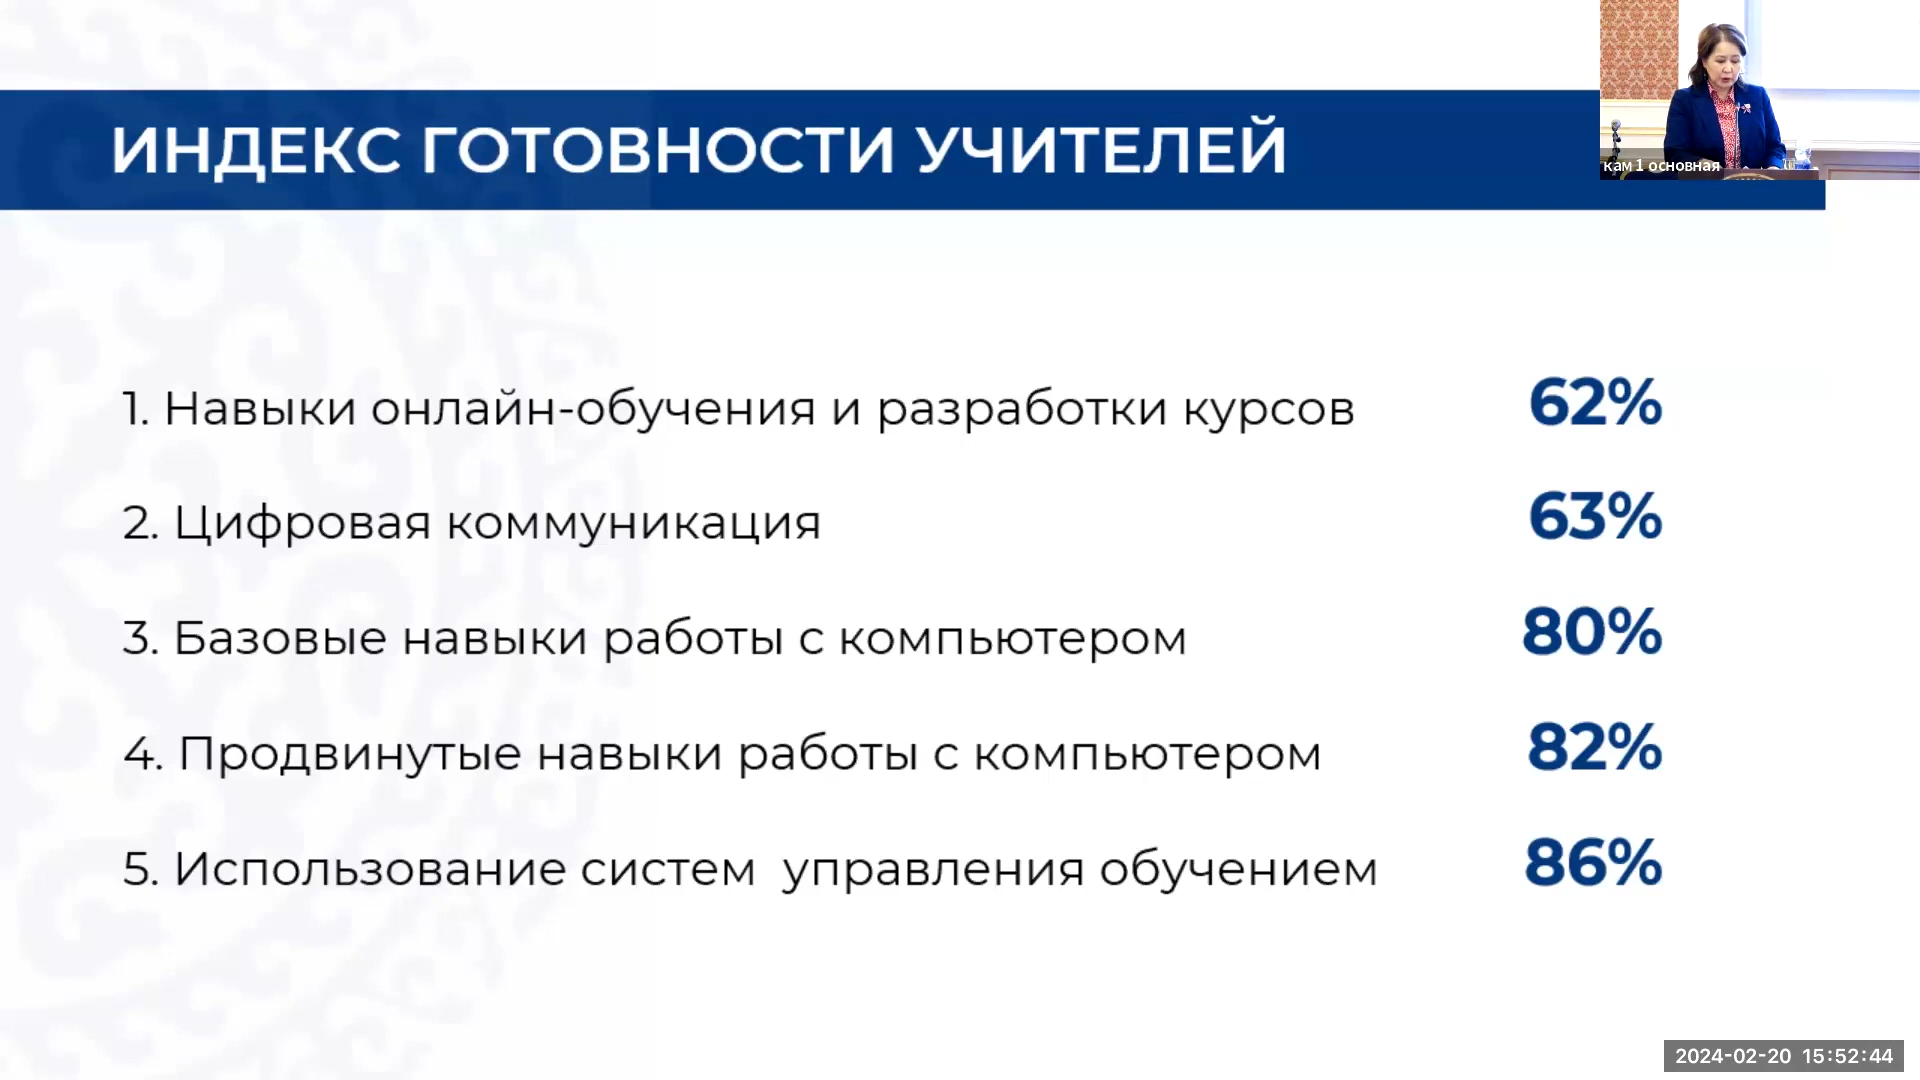 ИНДЕКС ГОТОВНОСТИ УЧИТЕЛЕЙ
кам 1 основная
1. Навыки онлайн-обучения и разработки курсов 62%
2. Цифровая коммуникация 63%
3. Базовые навыки работы с компьютером 80%
4. Продвинутые навыки работы с компьютером 82%
5. Использование систем управления обучением 86%
2024-02-20 15:52:44